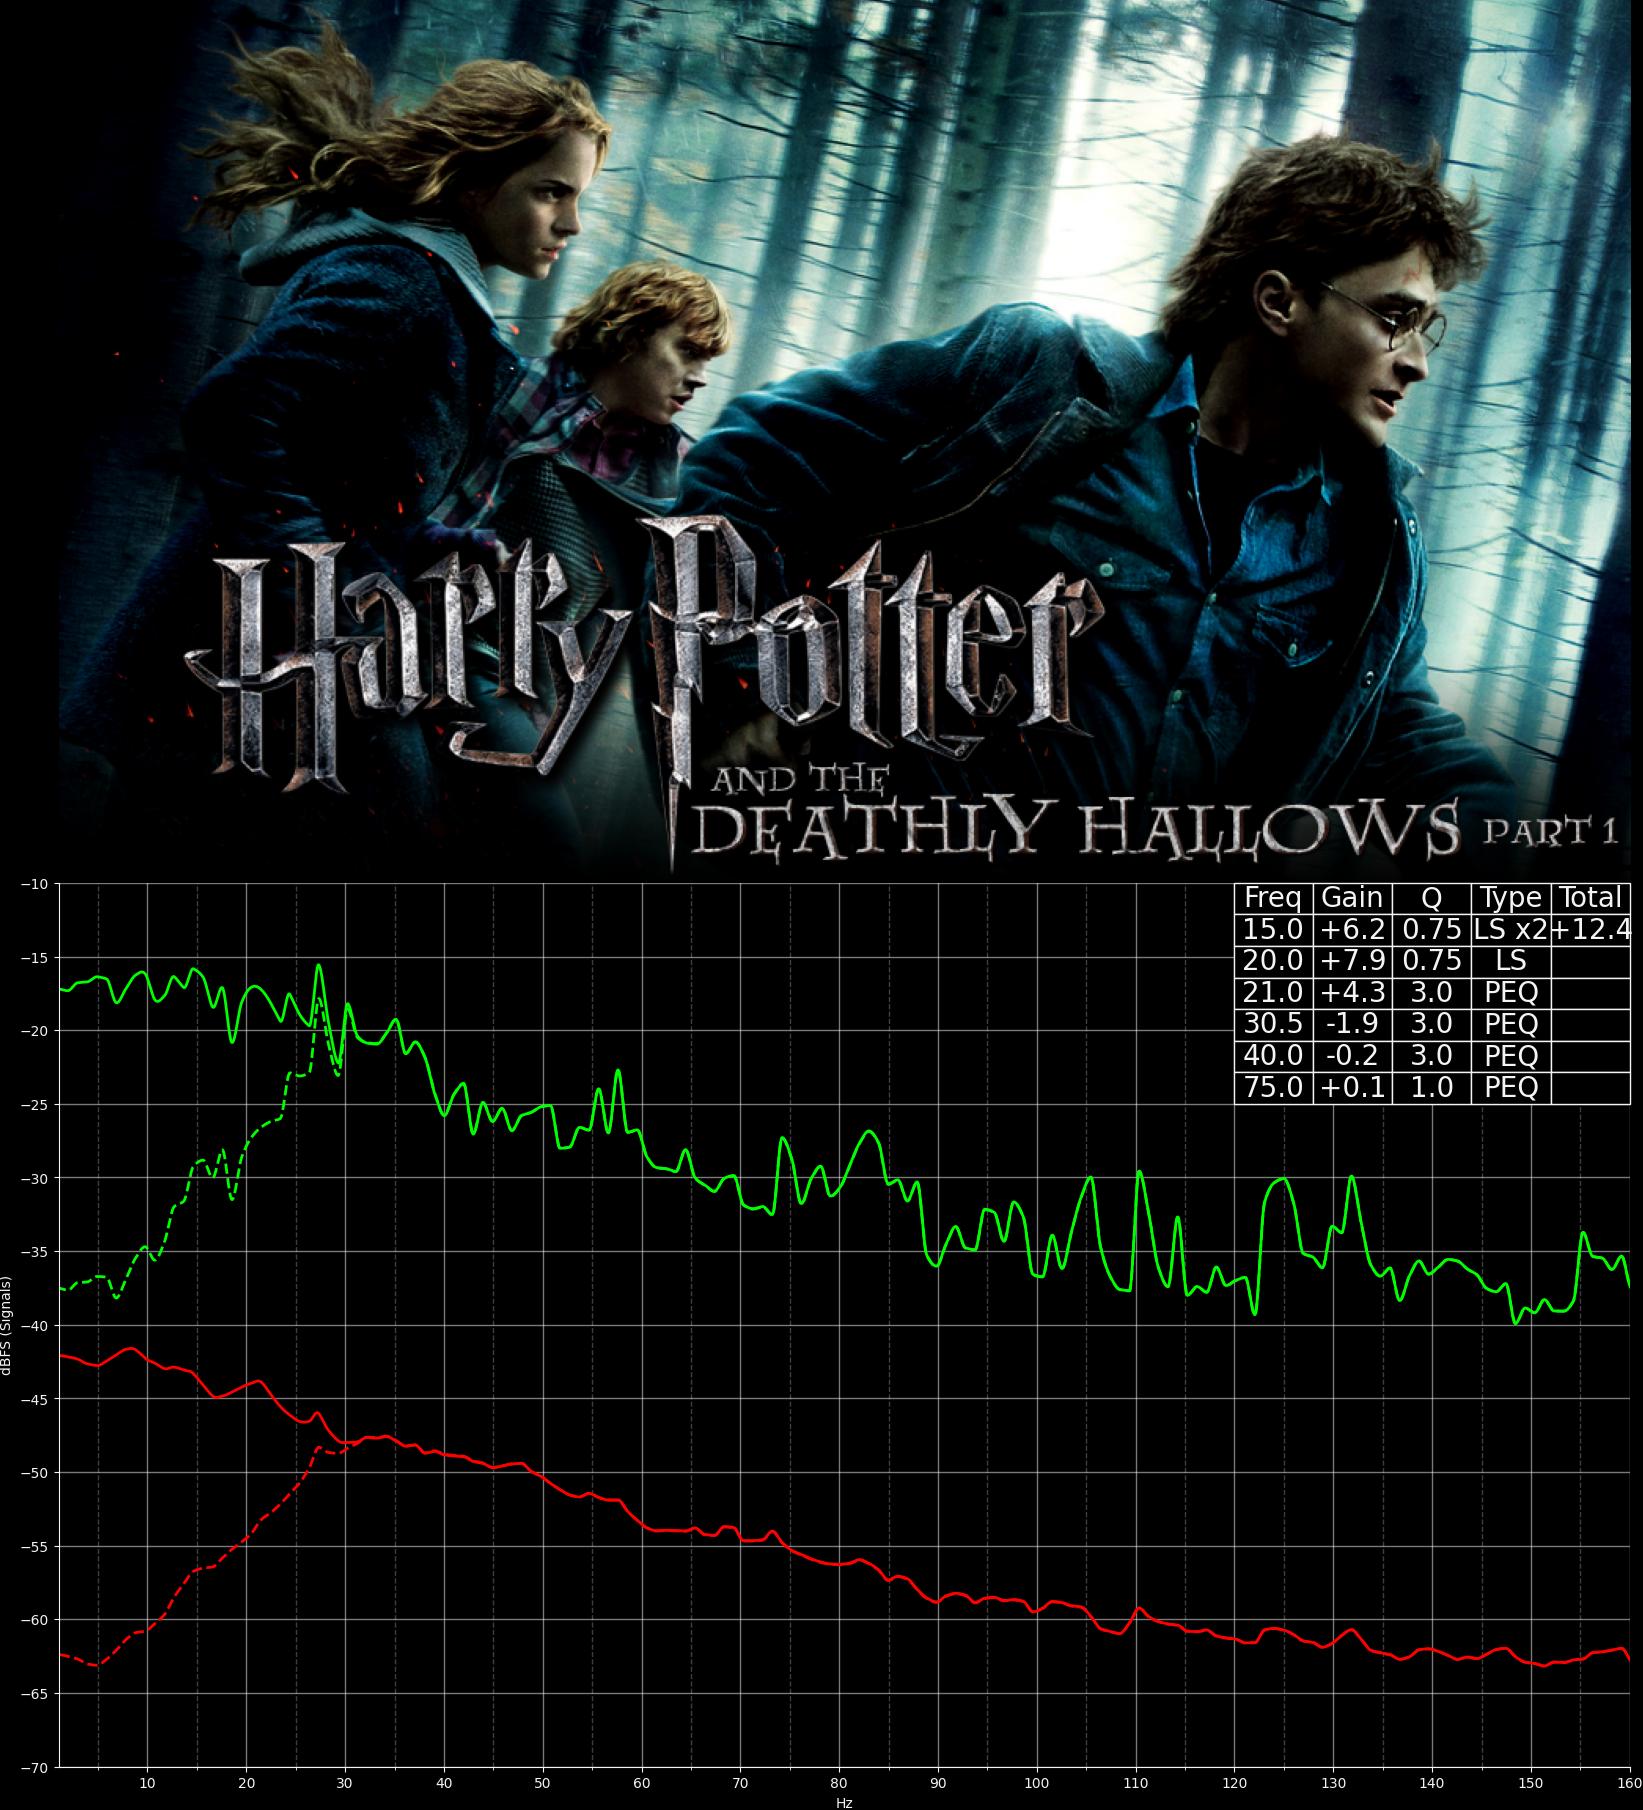 Harry Potter
AND THE
DEATHLY HALLOWS PART 1
Freq Gain Q Type Total
15.0 +6.2 0.75 LS x2 +12.4
20.0 +7.9 0.75 LS
21.0 +4.3 3.0 PEQ
30.5 -1.9 3.0 PEQ
40.0 -0.2 3.0 PEQ
75.0 +0.1 1.0 PEQ
−10
−15
−20
−25
−30
−35
−40
−45
−50
−55
−60
−65
−70
dBFS (Signals)
10 20 30 40 50 60 70 80 90 100 110 120 130 140 150 160
Hz